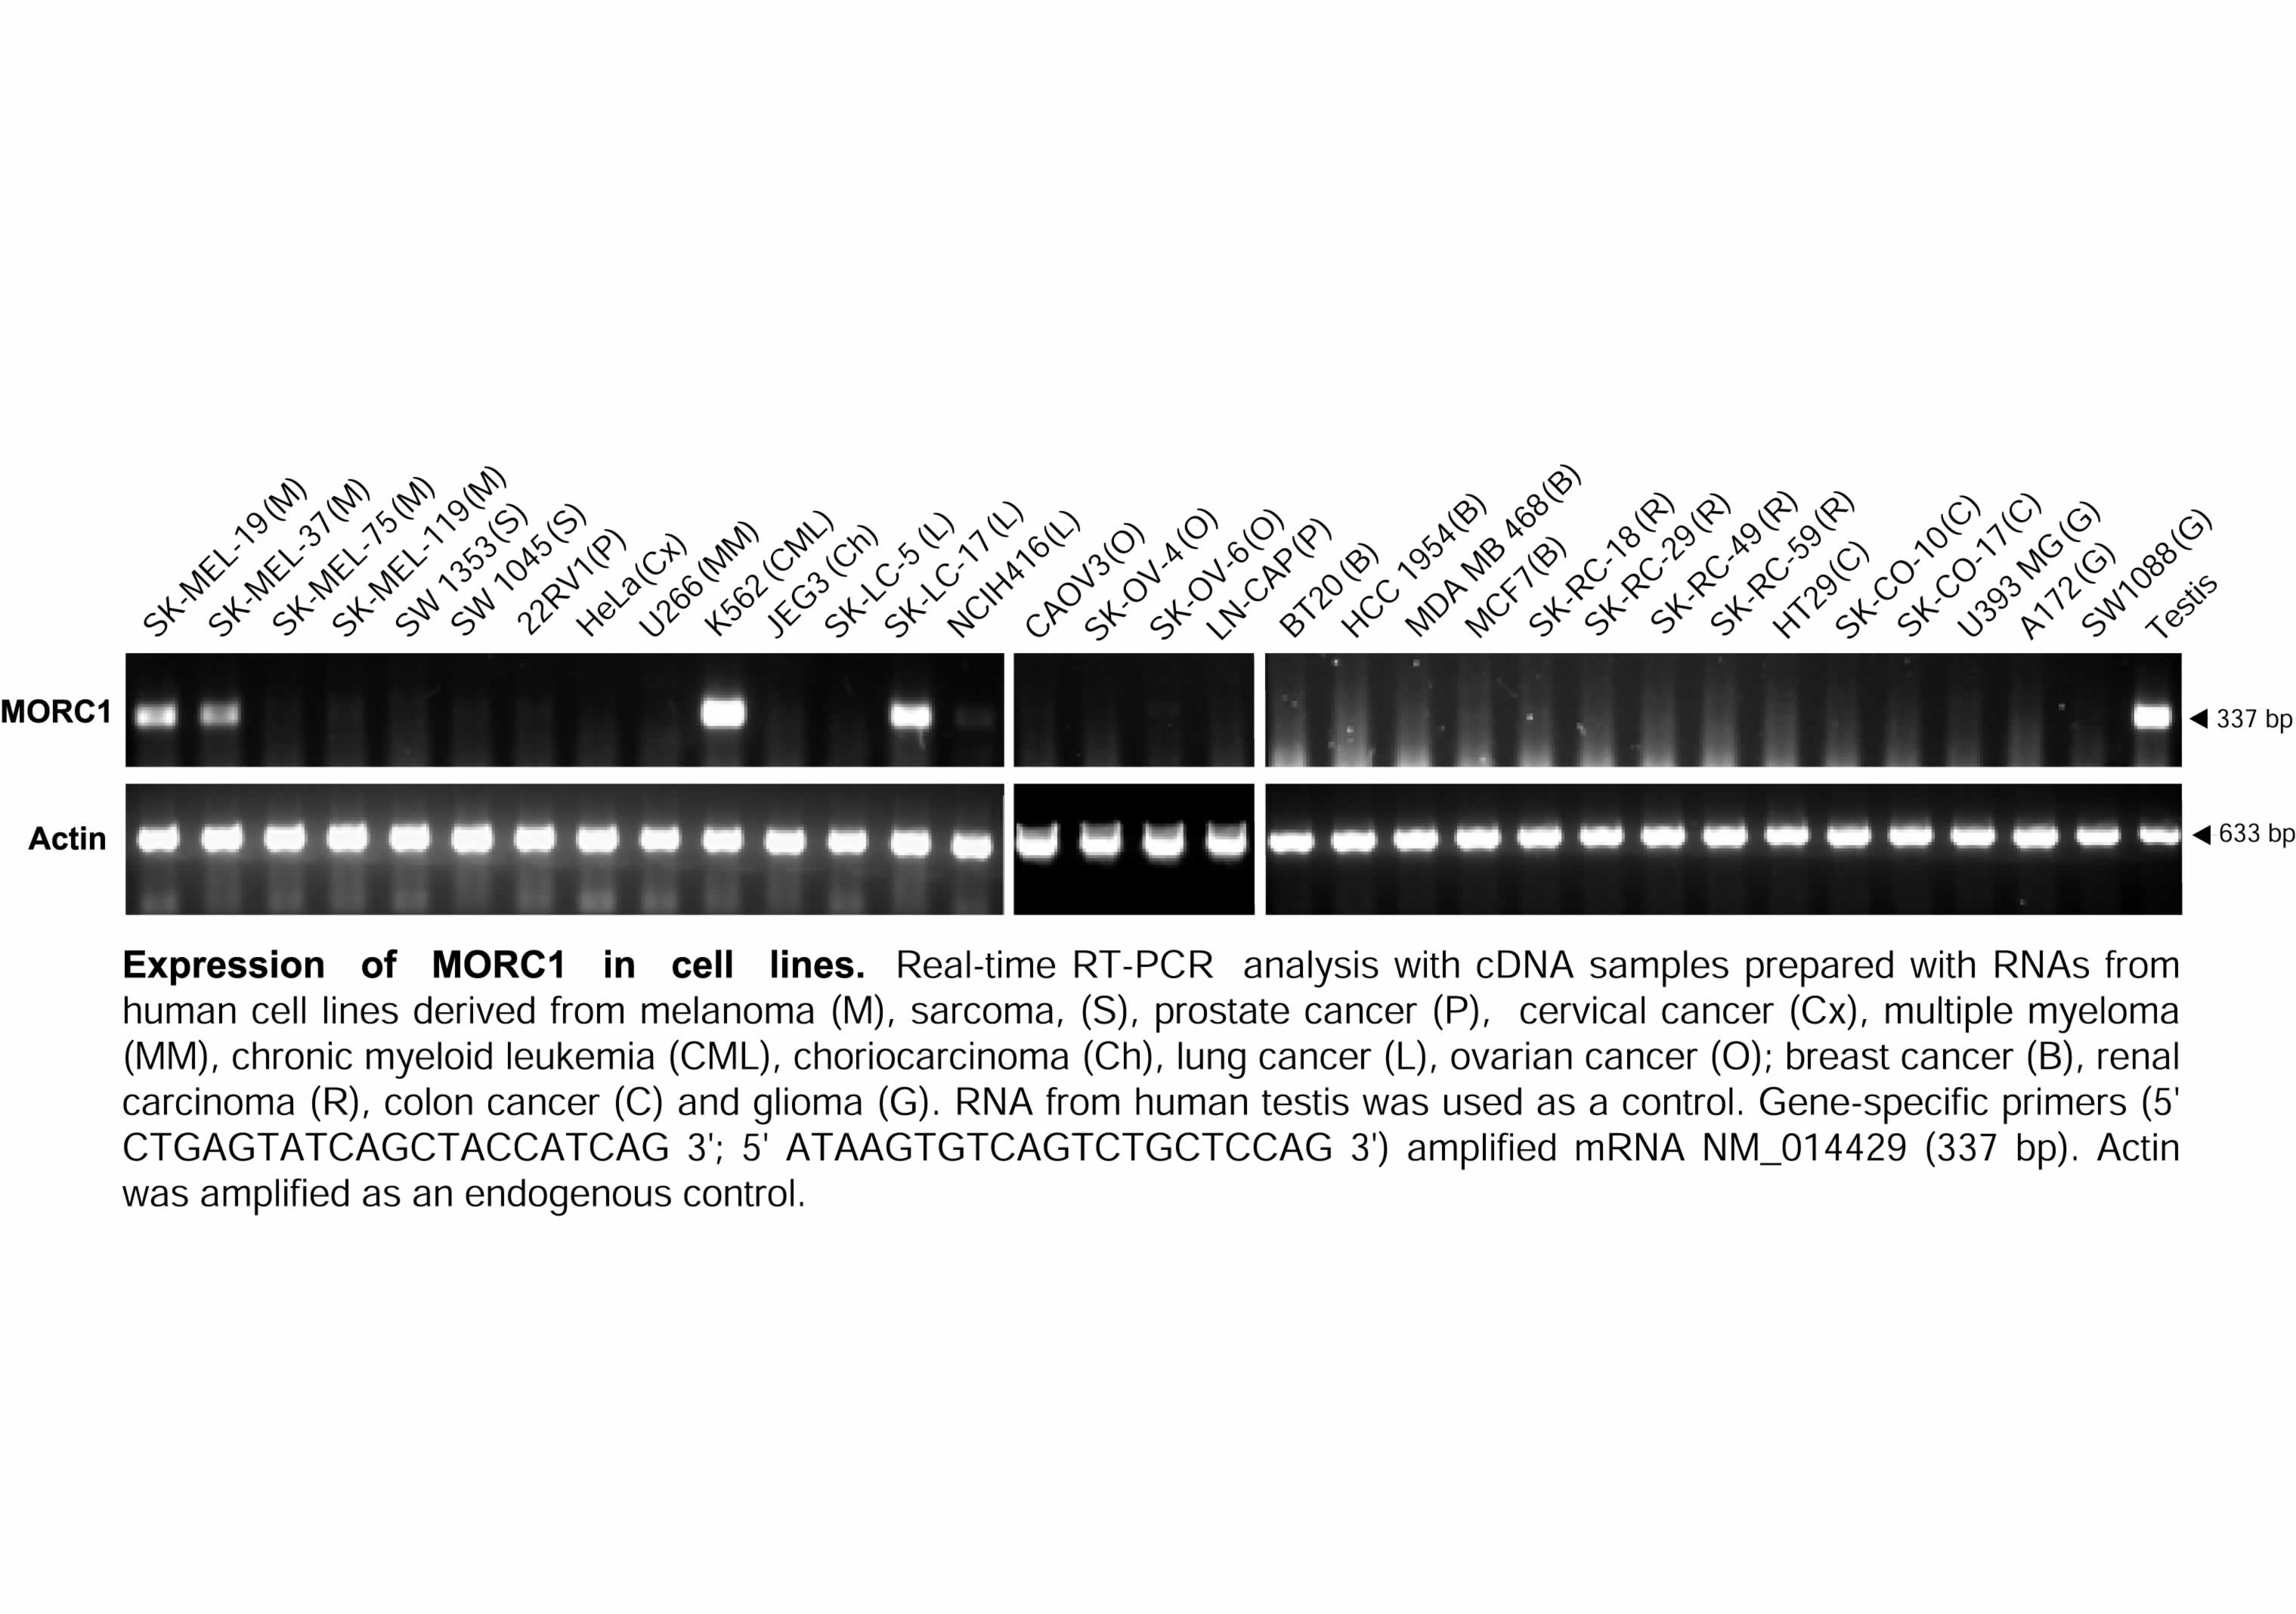 SK-MEL-19 (M)
SK-MEL-37 (M)
SK-MEL-75 (M)
SK-MEL-119 (M)
SW 1353 (S)
SW 1045 (S)
22RV1(P)
HeLa(Cx)
U266 (MM)
K562 (CML)
JEG3 (Ch)
SK-LC-5 (L)
SK-LC-17 (L)
NCIH416 (L)
CAOV3 (O)
SK-OV-4 (O)
SK-OV-6 (O)
LN-CAP (P)
BT20 (B)
HCC 1954 (B)
MDA MB 468 (B)
MCF7 (B)
SK-RC-18 (R)
SK-RC-29 (R)
SK-RC-49 (R)
SK-RC-59 (R)
HT29 (C)
SK-CO-10 (C)
SK-CO-17 (C)
U393 MG (G)
A172 (G)
SW1088 (G)
Testis
MORC1
337 bp
Actin
633 bp
Expression of MORC1 in cell lines. Real-time RT-PCR analysis with cDNA samples prepared with RNAs from
human cell lines derived from melanoma (M), sarcoma, (S), prostate cancer (P), cervical cancer (Cx), multiple myeloma
(MM), chronic myeloid leukemia (CML), choriocarcinoma (Ch), lung cancer (L), ovarian cancer (O); breast cancer (B), renal
carcinoma (R), colon cancer (C) and glioma (G). RNA from human testis was used as a control. Gene-specific primers (5'
CTGAGTATCAGCTACCATCAG 3'; 5' ATAAGTGTCAGTCTGCTCCAG 3') amplified mRNA NM_014429 (337 bp). Actin
was amplified as an endogenous control.